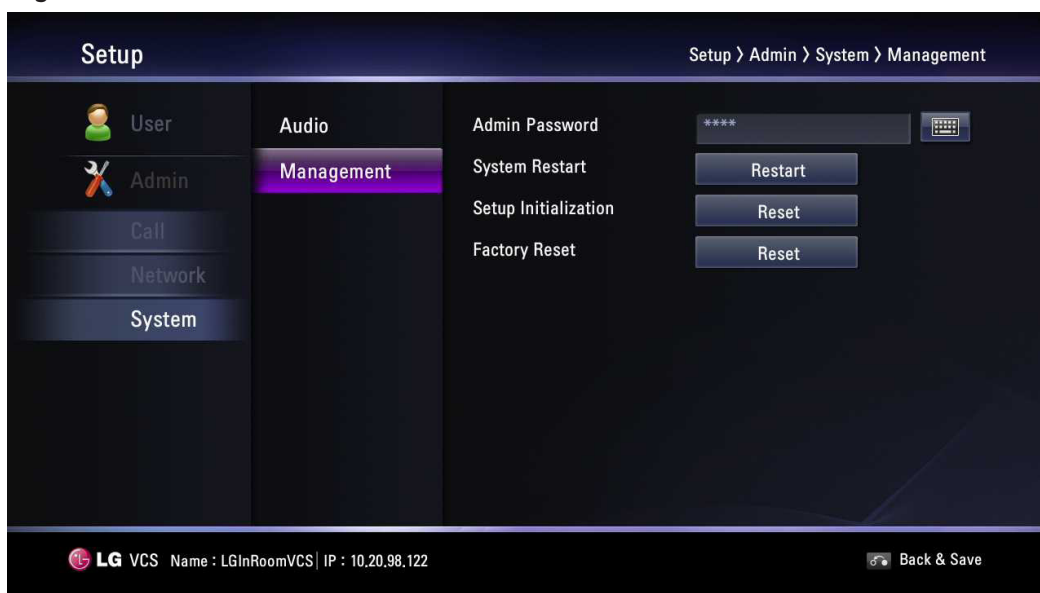 Setup
Setup > Admin > System > Management
User
Admin
Call
Network
System
Audio
Management
Admin Password ****
System Restart Restart
Setup Initialization Reset
Factory Reset Reset
LG VCS Name : LGInRoomVCS| IP : 10.20.98.122
Back & Save